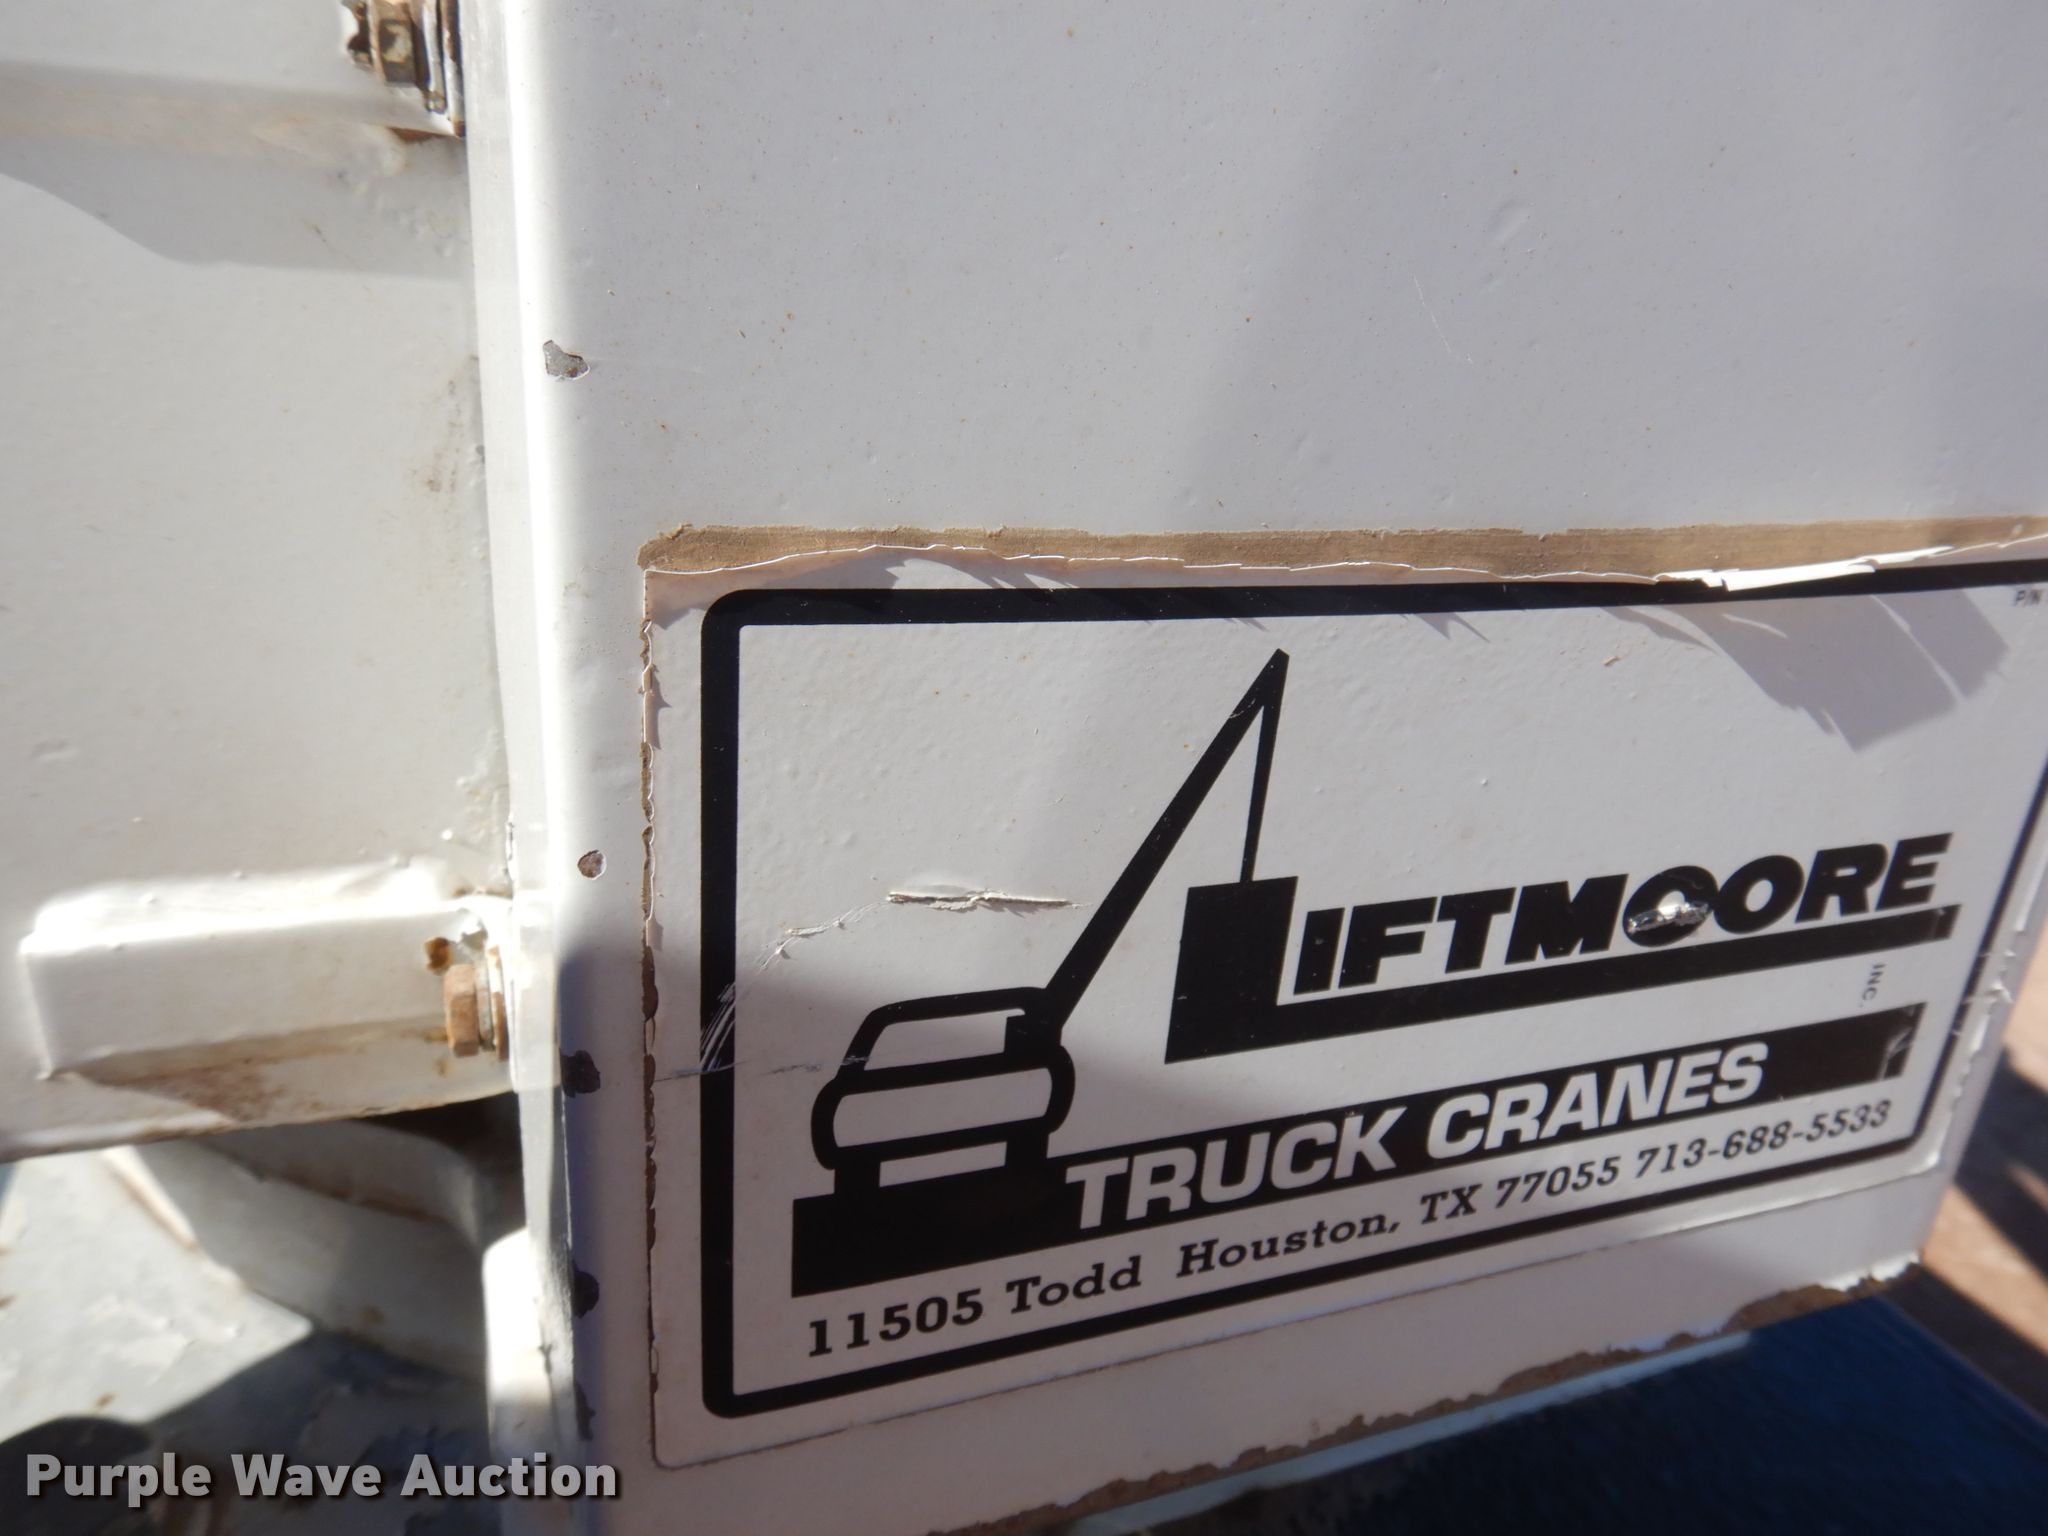 P/N
LIFTMOORE
INC.
TRUCK CRANES
11505 Todd Houston, TX 77055 713-688-5533
Purple Wave Auction